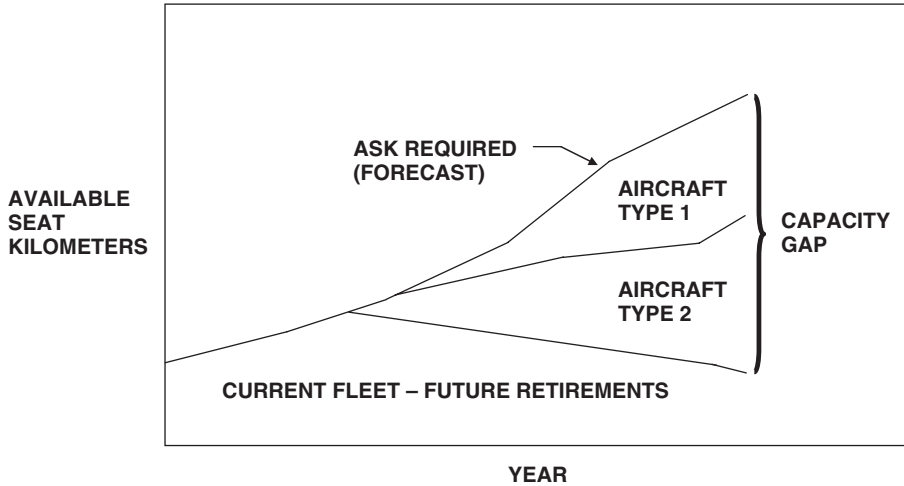 ASK REQUIRED
(FORECAST)
AVAILABLE
SEAT
KILOMETERS
AIRCRAFT
TYPE 1
CAPACITY
GAP
AIRCRAFT
TYPE 2
CURRENT FLEET – FUTURE RETIREMENTS
YEAR